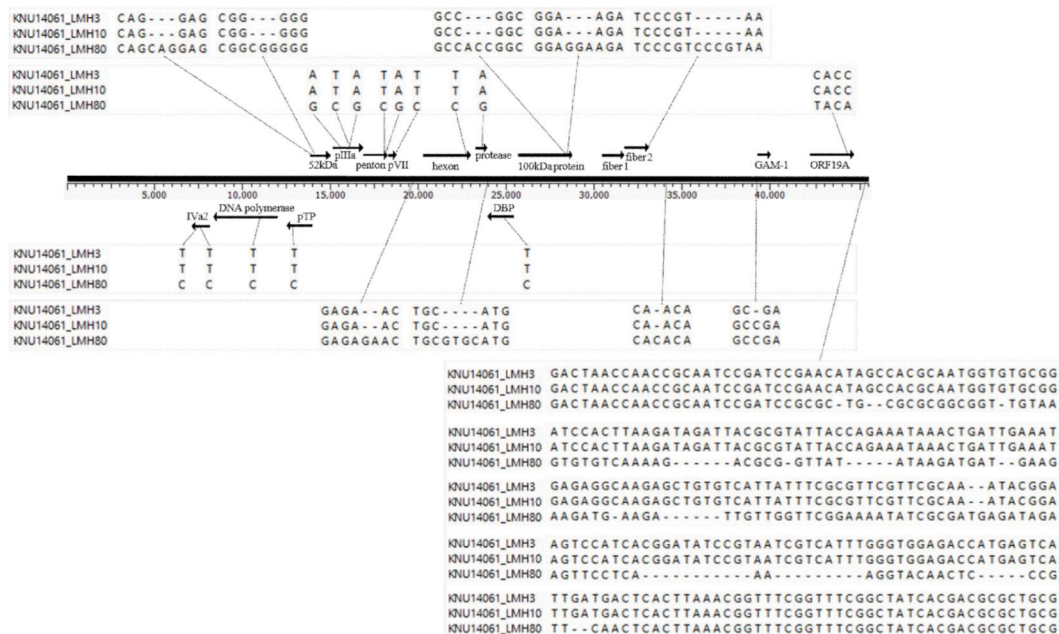 KNU14061_LMH3 CAG---GAG CGG---GGG GCC---GGC GGA---AGA TCCCGT-----AA
KNU14061_LMH10 CAG---GAG CGG---GGG GCC---GGC GGA---AGA TCCCGT-----AA
KNU14061_LMH80 CAGCAGGAG CGGCGGGGG GCCACCGGC GGAGGAAGA TCCCGTCCCGTAA
KNU14061_LMH3 A T A T A T T A CACC
KNU14061_LMH10 A T A T A T T A CACC
KNU14061_LMH80 G C G C G C C G TACA
52kDa pIIIa penton pVII hexon protease 100kDa protein fiber1 fiber2 GAM-1 ORF19A
5,000 10,000 15,000 20,000 25,000 30,000 35,000 40,000
IVa2 DNA polymerase pTP DBP
KNU14061_LMH3 T T T T T
KNU14061_LMH10 T T T T T
KNU14061_LMH80 C C C C C
KNU14061_LMH3 GAGA--AC TGC----ATG CA-ACA GC-GA
KNU14061_LMH10 GAGA--AC TGC----ATG CA-ACA GCCGA
KNU14061_LMH80 GAGAGAAC TGCGTGCATG CACACA GCCGA
KNU14061_LMH3 GACTAACCAACCGCAATCCGATCCGAACATAGCCACGCAATGGTGTGCGG
KNU14061_LMH10 GACTAACCAACCGCAATCCGATCCGAACATAGCCACGCAATGGTGTGCGG
KNU14061_LMH80 GACTAACCAACCGCAATCCGATCCGCGC-TG--CGCGCGGCGGT-TGTAA
KNU14061_LMH3 ATCCACTTAAGATAGATTACGCGTATTACCAGAAATAAACTGATTGAAAT
KNU14061_LMH10 ATCCACTTAAGATAGATTACGCGTATTACCAGAAATAAACTGATTGAAAT
KNU14061_LMH80 GTGTGTCAAAAG------ACGCG-GTTAT-----ATAAGATGAT--GAAG
KNU14061_LMH3 GAGAGGCAAGAGCTGTGTCATTATTTCGCGTTCGTTCGCAA--ATACGGA
KNU14061_LMH10 GAGAGGCAAGAGCTGTGTCATTATTTCGCGTTCGTTCGCAA--ATACGGA
KNU14061_LMH80 AAGATG-AAGA------TTGTTGGTTCGGAAAATATCGCGATGAGATAGA
KNU14061_LMH3 AGTCCATCACGGATATCCGTAATCGTCATTTGGGTGGAGACCATGAGTCA
KNU14061_LMH10 AGTCCATCACGGATATCCGTAATCGTCATTTGGGTGGAGACCATGAGTCA
KNU14061_LMH80 AGTTCCTCA-----------AA----------AGGTACAACTC-----CCG
KNU14061_LMH3 TTGATGACTCACTTAAACGGTTTCGGTTTCGGCTATCACGACGCGCTGCG
KNU14061_LMH10 TTGATGACTCACTTAAACGGTTTCGGTTTCGGCTATCACGACGCGCTGCG
KNU14061_LMH80 TT--CAACTCACTTAAACGGTTTCGGTTTCGGCTATCACGACGCGCTGCG